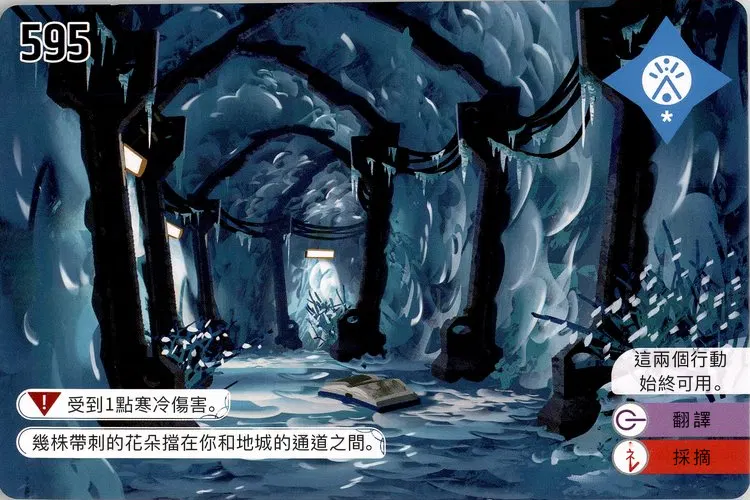 595
*
受到1點寒冷傷害。
幾株帶刺的花朵擋在你和地城的通道之間。
這兩個行動
始終可用。
翻譯
採摘